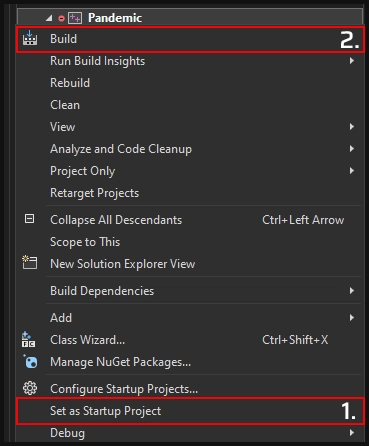 Pandemic
Build 2.
Run Build Insights
Rebuild
Clean
View
Analyze and Code Cleanup
Project Only
Retarget Projects
Collapse All Descendants Ctrl+Left Arrow
Scope to This
New Solution Explorer View
Build Dependencies
Add
Class Wizard... Ctrl+Shift+X
Manage NuGet Packages...
Configure Startup Projects...
Set as Startup Project 1.
Debug